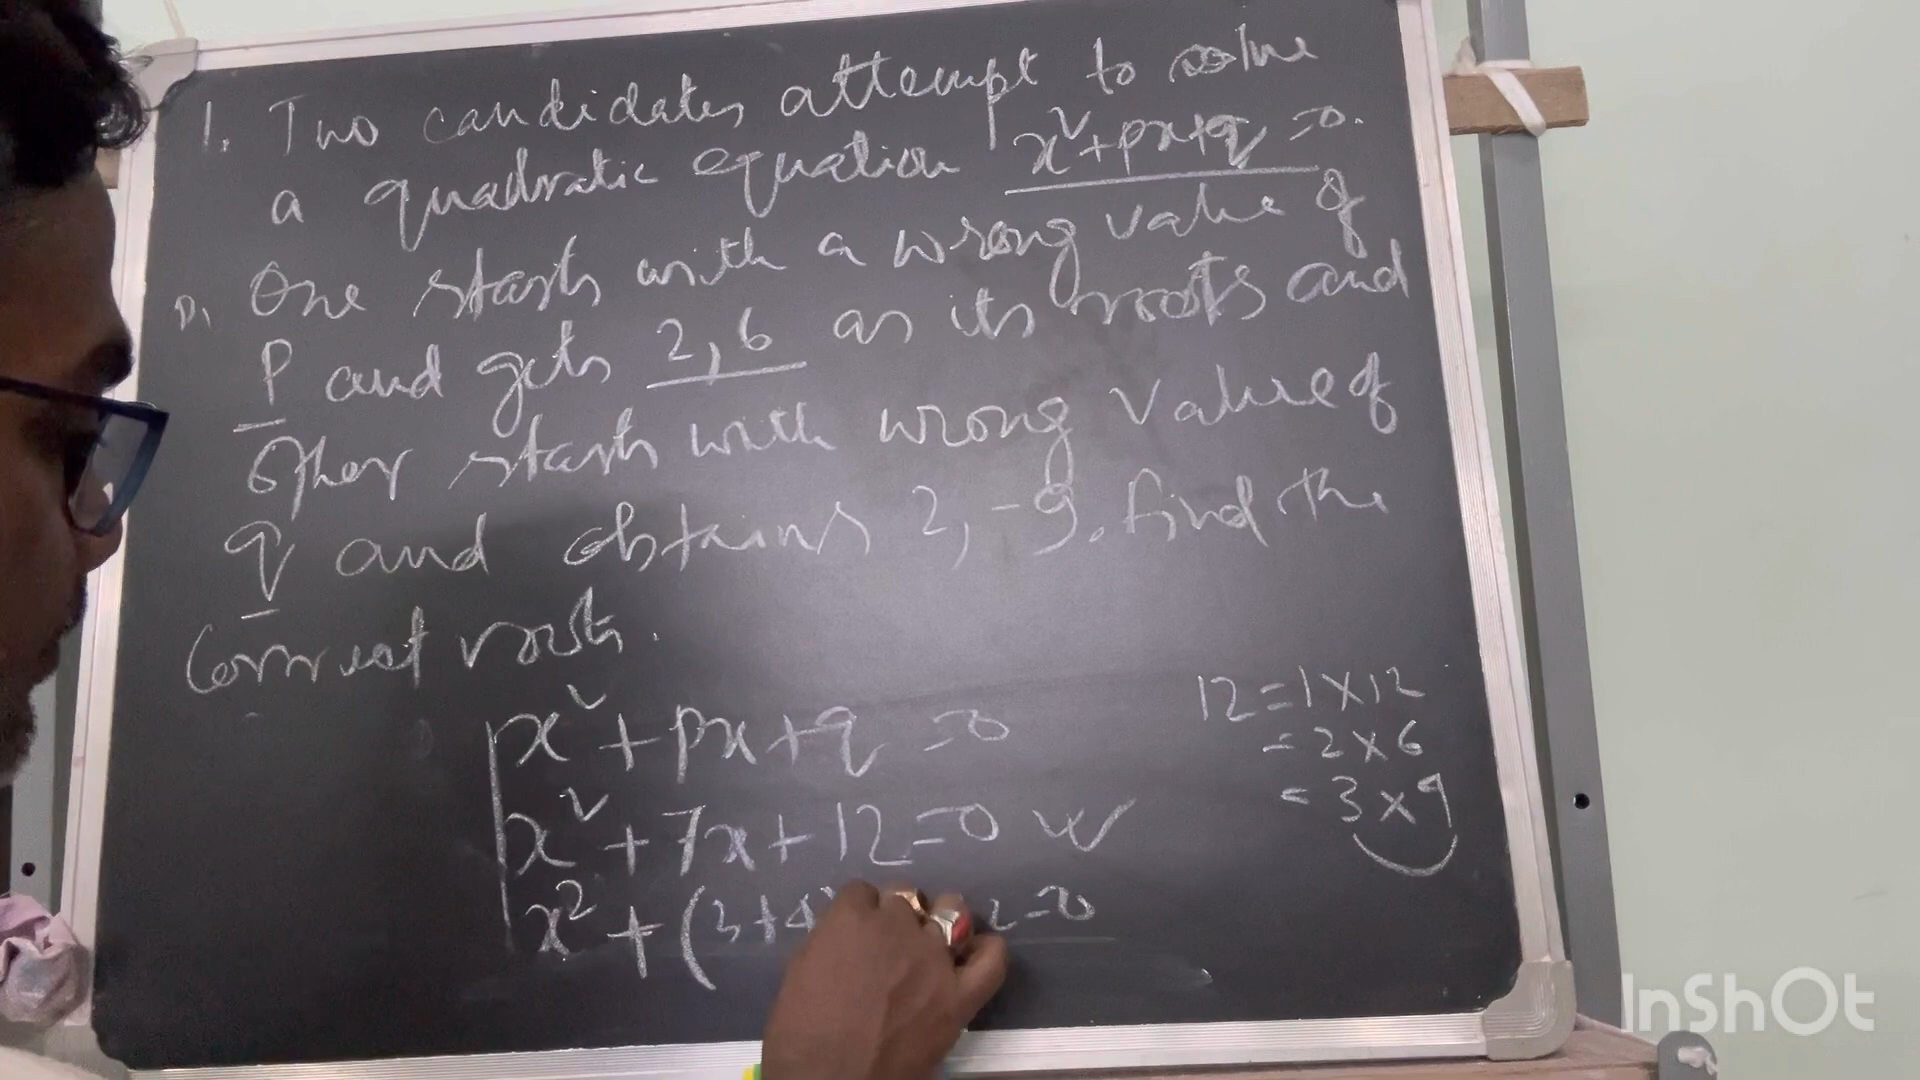 1. Two candidates attempt to solve
a quadratic equation x²+px+q=0.
One starts with a wrong value of
P and gets 2,6 as its roots and
other starts with wrong value of
q and obtains 2, -9. find the
Correct roots.
x² + px + q = 0
x² + 7x + 12 = 0
x² + (3+4) 2=0
12=1×12
=2×6
=3×4
InShOt